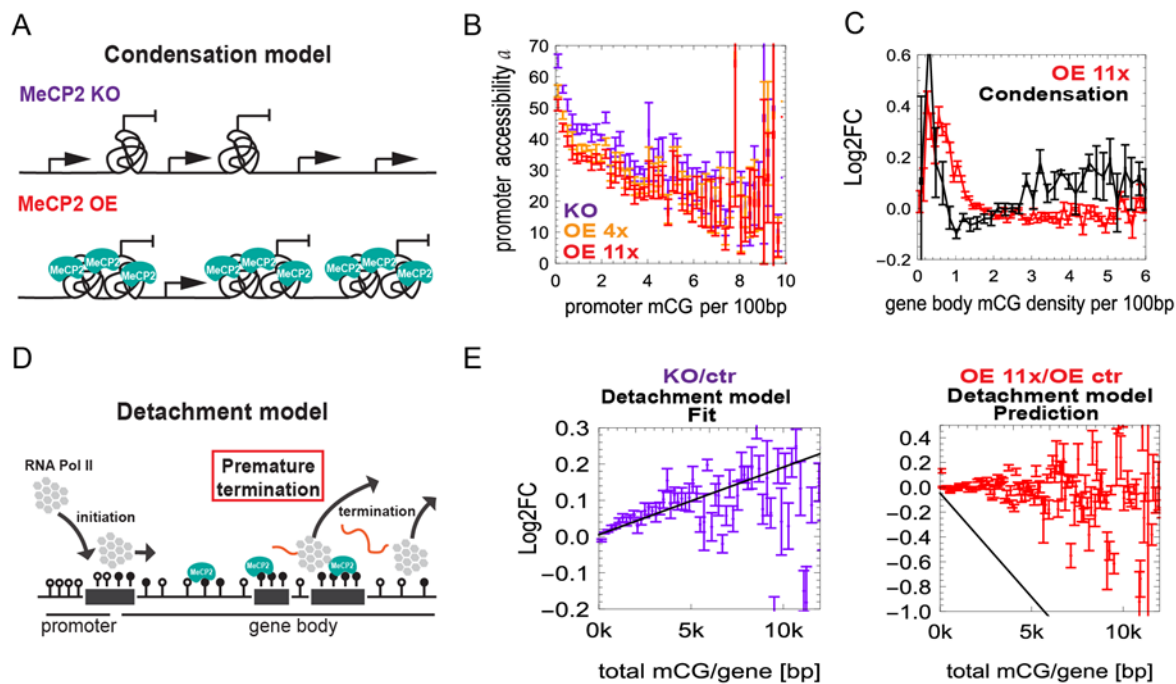 A
Condensation model
MeCP2 KO
MeCP2 OE
MeCP2
MeCP2
MeCP2
MeCP2
MeCP2
MeCP2
MeCP2
MeCP2
MeCP2
B
promoter accessibility a
70
60
50
40
30
20
10
0
KO
OE 4x
OE 11x
0 2 4 6 8 10
promoter mCG per 100bp
C
Log2FC
0.6
0.4
0.2
0.0
−0.2
OE 11x
Condensation
0 1 2 3 4 5 6
gene body mCG density per 100bp
D
Detachment model
RNA Pol II
initiation
Premature
termination
termination
MeCP2
MeCP2
MeCP2
promoter
gene body
E
KO/ctr
Detachment model
Fit
Log2FC
0.3
0.2
0.1
0.0
−0.1
−0.2
0k 5k 10k
total mCG/gene [bp]
OE 11x/OE ctr
Detachment model
Prediction
0.4
0.2
0.0
−0.2
−0.4
−0.6
−0.8
−1.0
0k 5k 10k
total mCG/gene [bp]